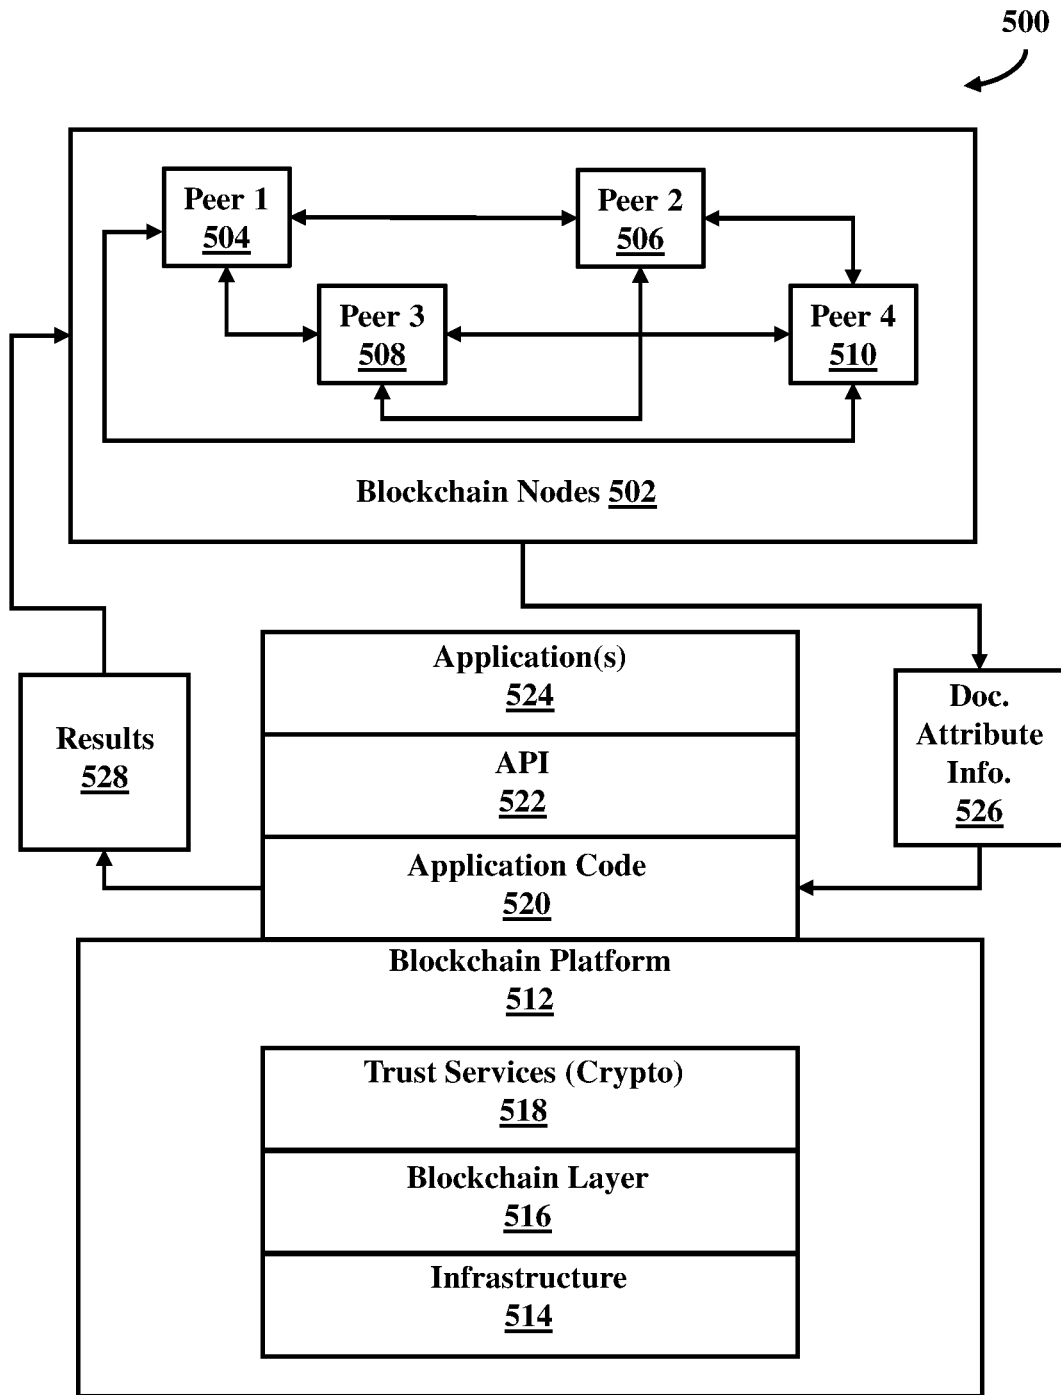 500
Peer 1
504
Peer 2
506
Peer 3
508
Peer 4
510
Blockchain Nodes 502
Application(s)
524
API
522
Application Code
520
Results
528
Doc.
Attribute
Info.
526
Blockchain Platform
512
Trust Services (Crypto)
518
Blockchain Layer
516
Infrastructure
514